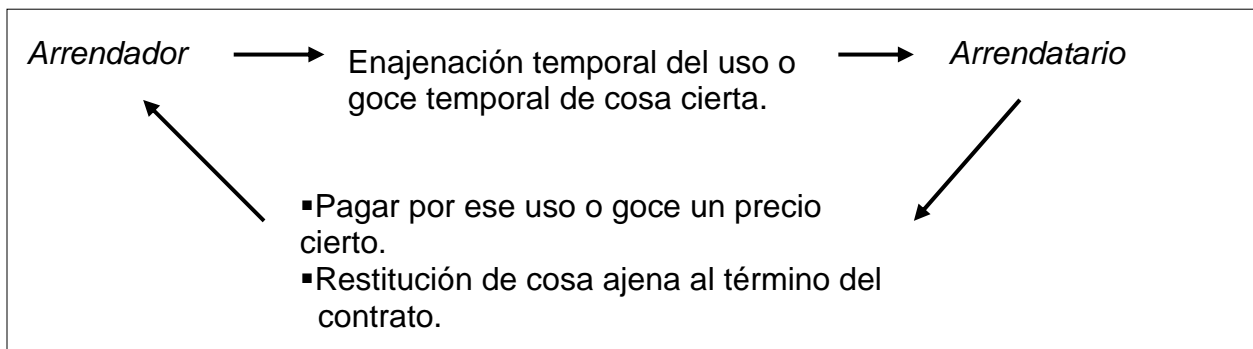 Arrendador
Enajenación temporal del uso o
goce temporal de cosa cierta.
Arrendatario
▪Pagar por ese uso o goce un precio
cierto.
▪Restitución de cosa ajena al término del
contrato.